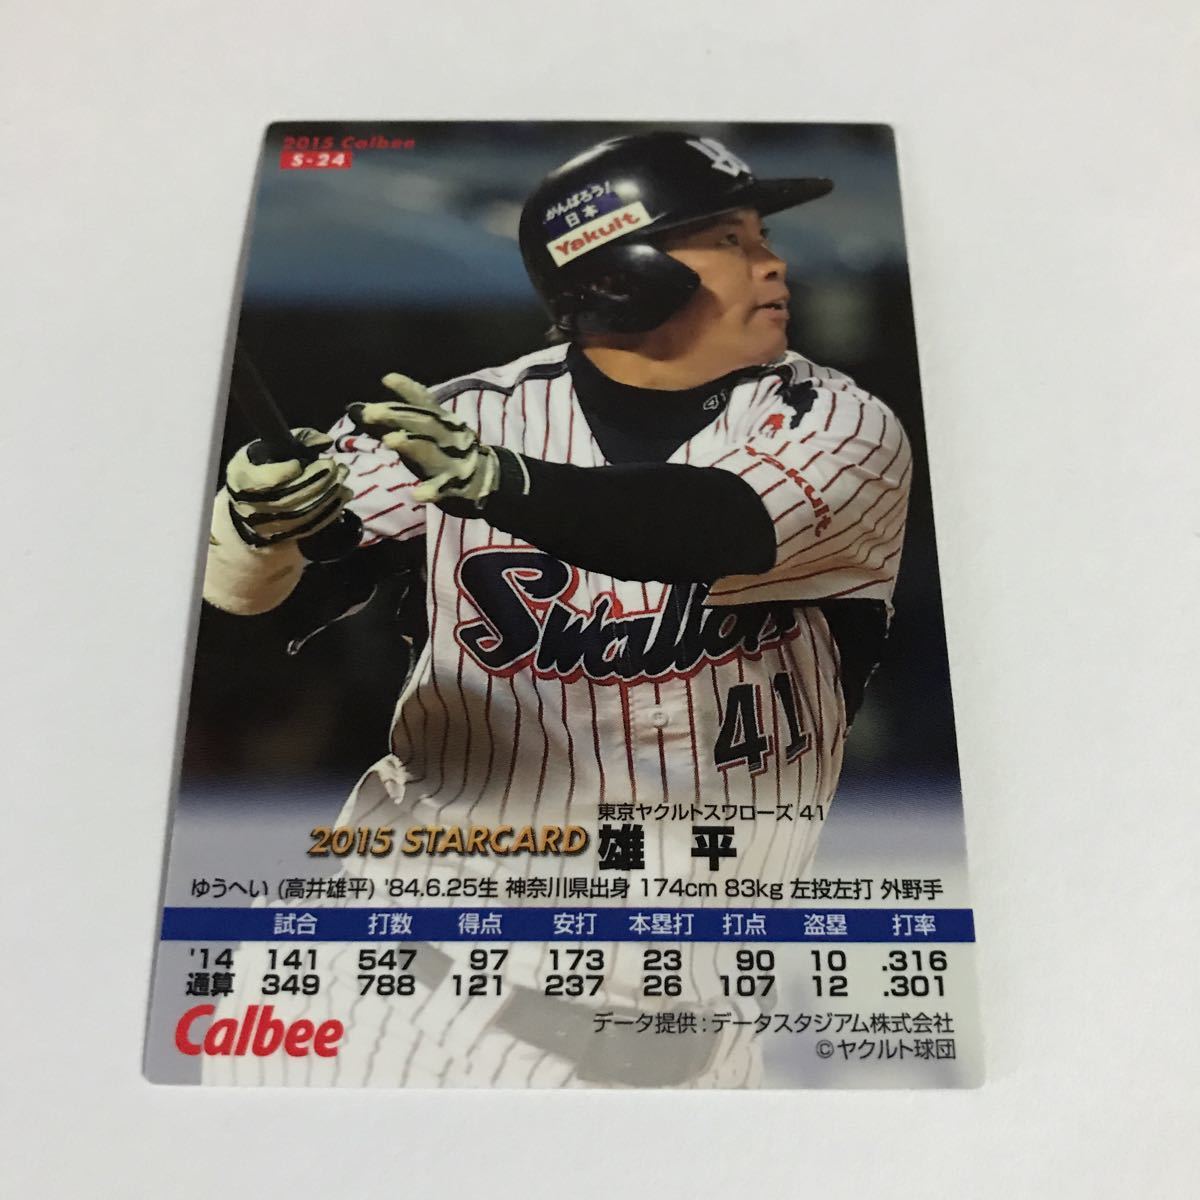 2015 Calbee
S-24
がんばろう!
日本
Yakult
41
Yakult
Swallows
41
東京ヤクルトスワローズ 41
2015 STARCARD 雄 平
ゆうへい (高井雄平) '84.6.25生 神奈川県出身 174cm 83kg 左投左打 外野手
試合 打数 得点 安打 本塁打 打点 盗塁 打率
'14 141 547 97 173 23 90 10 .316
通算 349 788 121 237 26 107 12 .301
Calbee
データ提供:データスタジアム株式会社
©ヤクルト球団